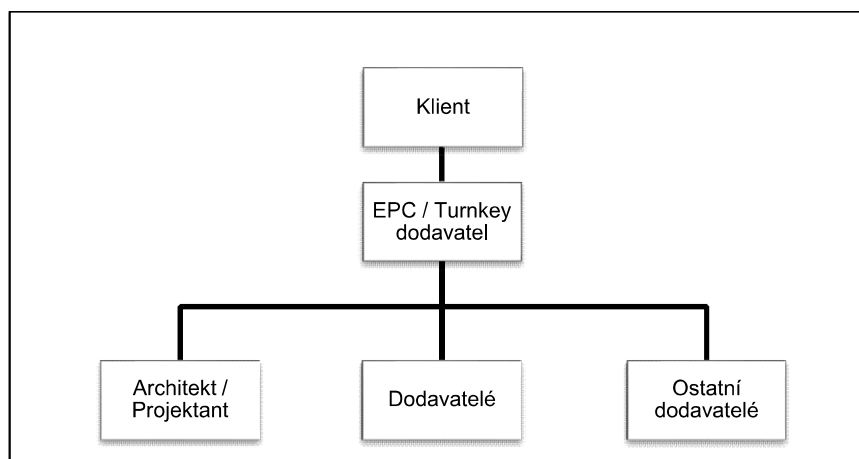 Klient
EPC / Turnkey
dodavatel
Architekt /
Projektant
Dodavatelé
Ostatní
dodavatelé